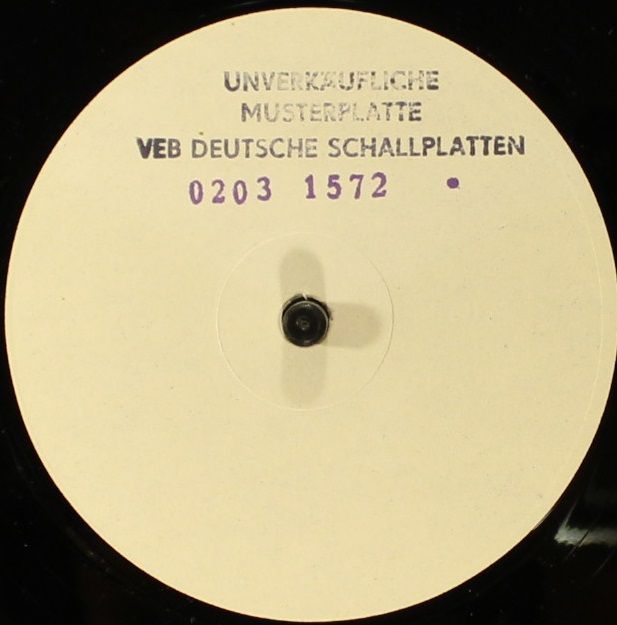 UNVERKÄUFLICHE
MUSTERPLATTE
VEB DEUTSCHE SCHALLPLATTEN
0203 1572 •